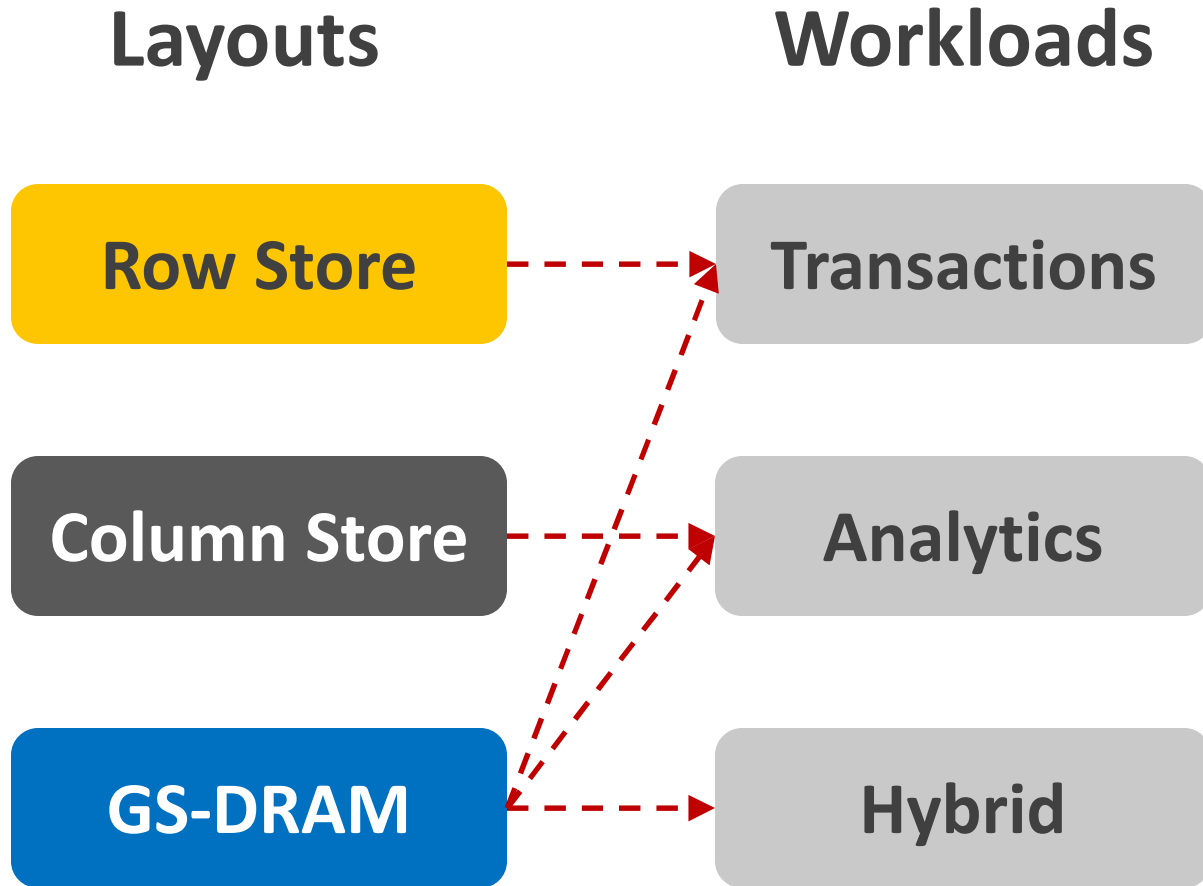 Layouts
Workloads
Row Store
Transactions
Column Store
Analytics
GS-DRAM
Hybrid